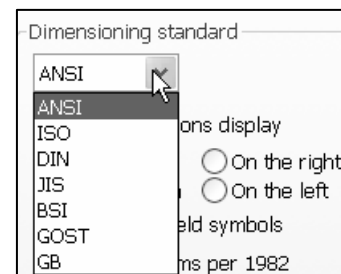 Dimensioning standard
ANSI
ANSI
ISO
ons display
DIN
On the right
JIS
On the left
BSI
eld symbols
GOST
GB
ms per 1982